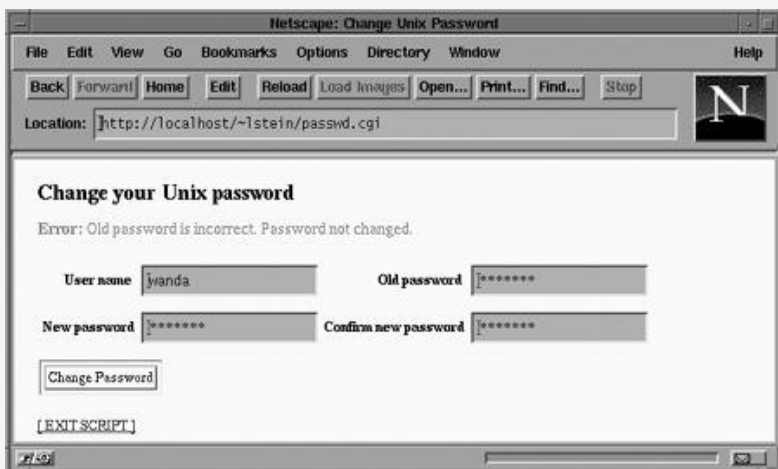 Netscape: Change Unix Password
File Edit View Go Bookmarks Options Directory Window Help
Back Forward Home Edit Reload Load Images Open... Print... Find... Stop
N
Location: http://localhost/~lstein/passwd.cgi
Change your Unix password
Error: Old password is incorrect. Password not changed.
User name wanda Old password *******
New password ******* Confirm new password *******
Change Password
[ EXIT SCRIPT ]